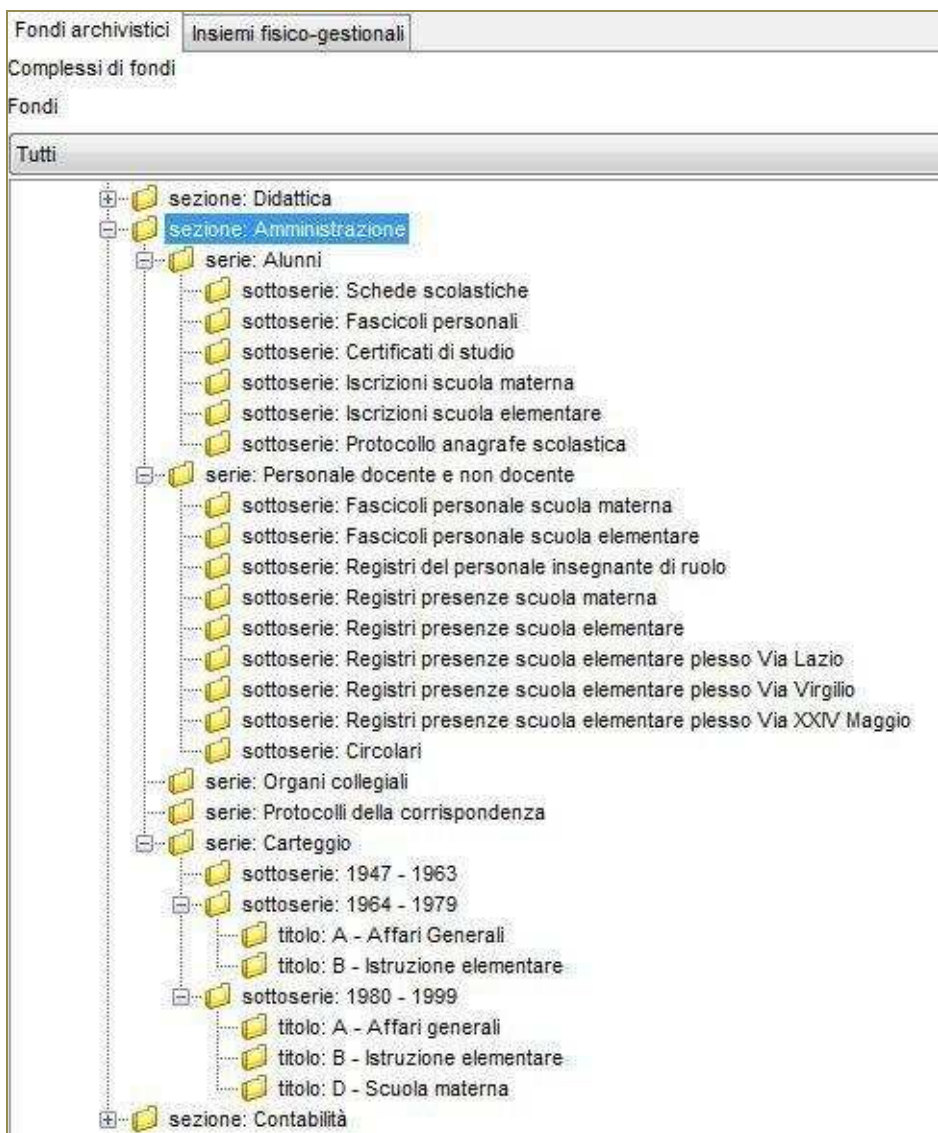 Fondi archivistici Insiemi fisico-gestionali
Complessi di fondi
Fondi
Tutti
sezione: Didattica
sezione: Amministrazione
serie: Alunni
sottoserie: Schede scolastiche
sottoserie: Fascicoli personali
sottoserie: Certificati di studio
sottoserie: Iscrizioni scuola materna
sottoserie: Iscrizioni scuola elementare
sottoserie: Protocollo anagrafe scolastica
serie: Personale docente e non docente
sottoserie: Fascicoli personale scuola materna
sottoserie: Fascicoli personale scuola elementare
sottoserie: Registri del personale insegnante di ruolo
sottoserie: Registri presenze scuola materna
sottoserie: Registri presenze scuola elementare
sottoserie: Registri presenze scuola elementare plesso Via Lazio
sottoserie: Registri presenze scuola elementare plesso Via Virgilio
sottoserie: Registri presenze scuola elementare plesso Via XXIV Maggio
sottoserie: Circolari
serie: Organi collegiali
serie: Protocolli della corrispondenza
serie: Carteggio
sottoserie: 1947 - 1963
sottoserie: 1964 - 1979
titolo: A - Affari Generali
titolo: B - Istruzione elementare
sottoserie: 1980 - 1999
titolo: A - Affari generali
titolo: B - Istruzione elementare
titolo: D - Scuola materna
sezione: Contabilità